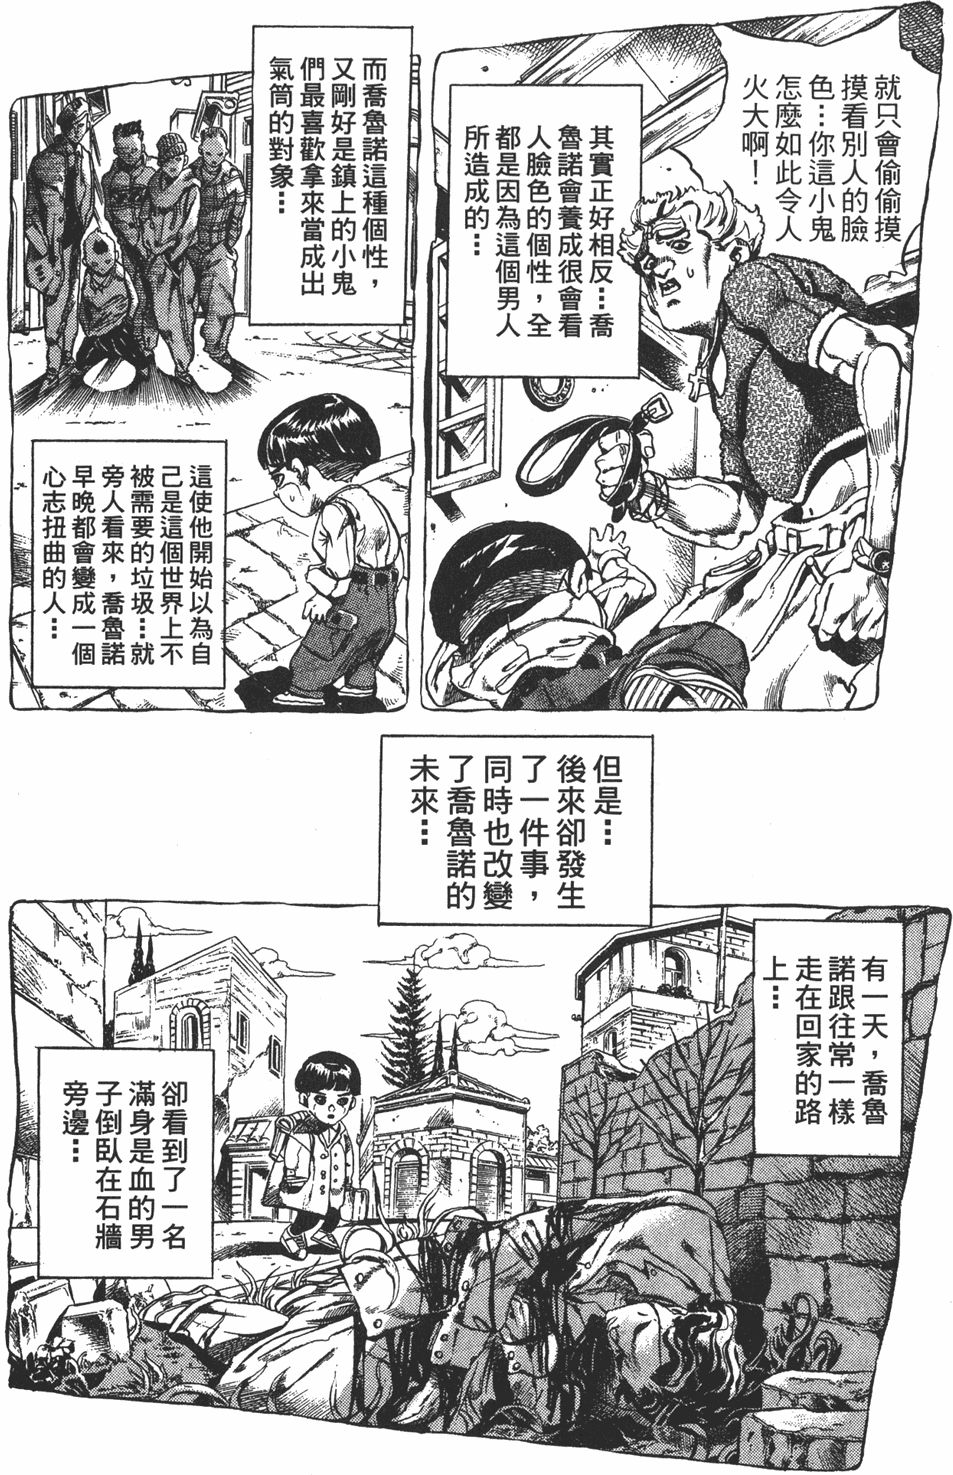 就只會偷偷摸
摸看別人的臉
色…你這小鬼
怎麼如此令人
火大啊！
其實正好相反…喬
魯諾會養成很會看
人臉色的個性，全
都是因為這個男人
所造成的…
而喬魯諾這種個性，
又剛好是鎮上的小鬼
們最喜歡拿來當成出
氣筒的對象…
這使他開始以為自
己是這個世界上不
被需要的垃圾…就
旁人看來，喬魯諾
早晚都會變成一個
心志扭曲的人…
但是…
後來卻發生
了一件事，
同時也改變
了喬魯諾的
未來…
有一天，喬魯
諾跟往常一樣
走在回家的路
上…
卻看到了一名
滿身是血的男
子倒臥在石牆
旁邊…